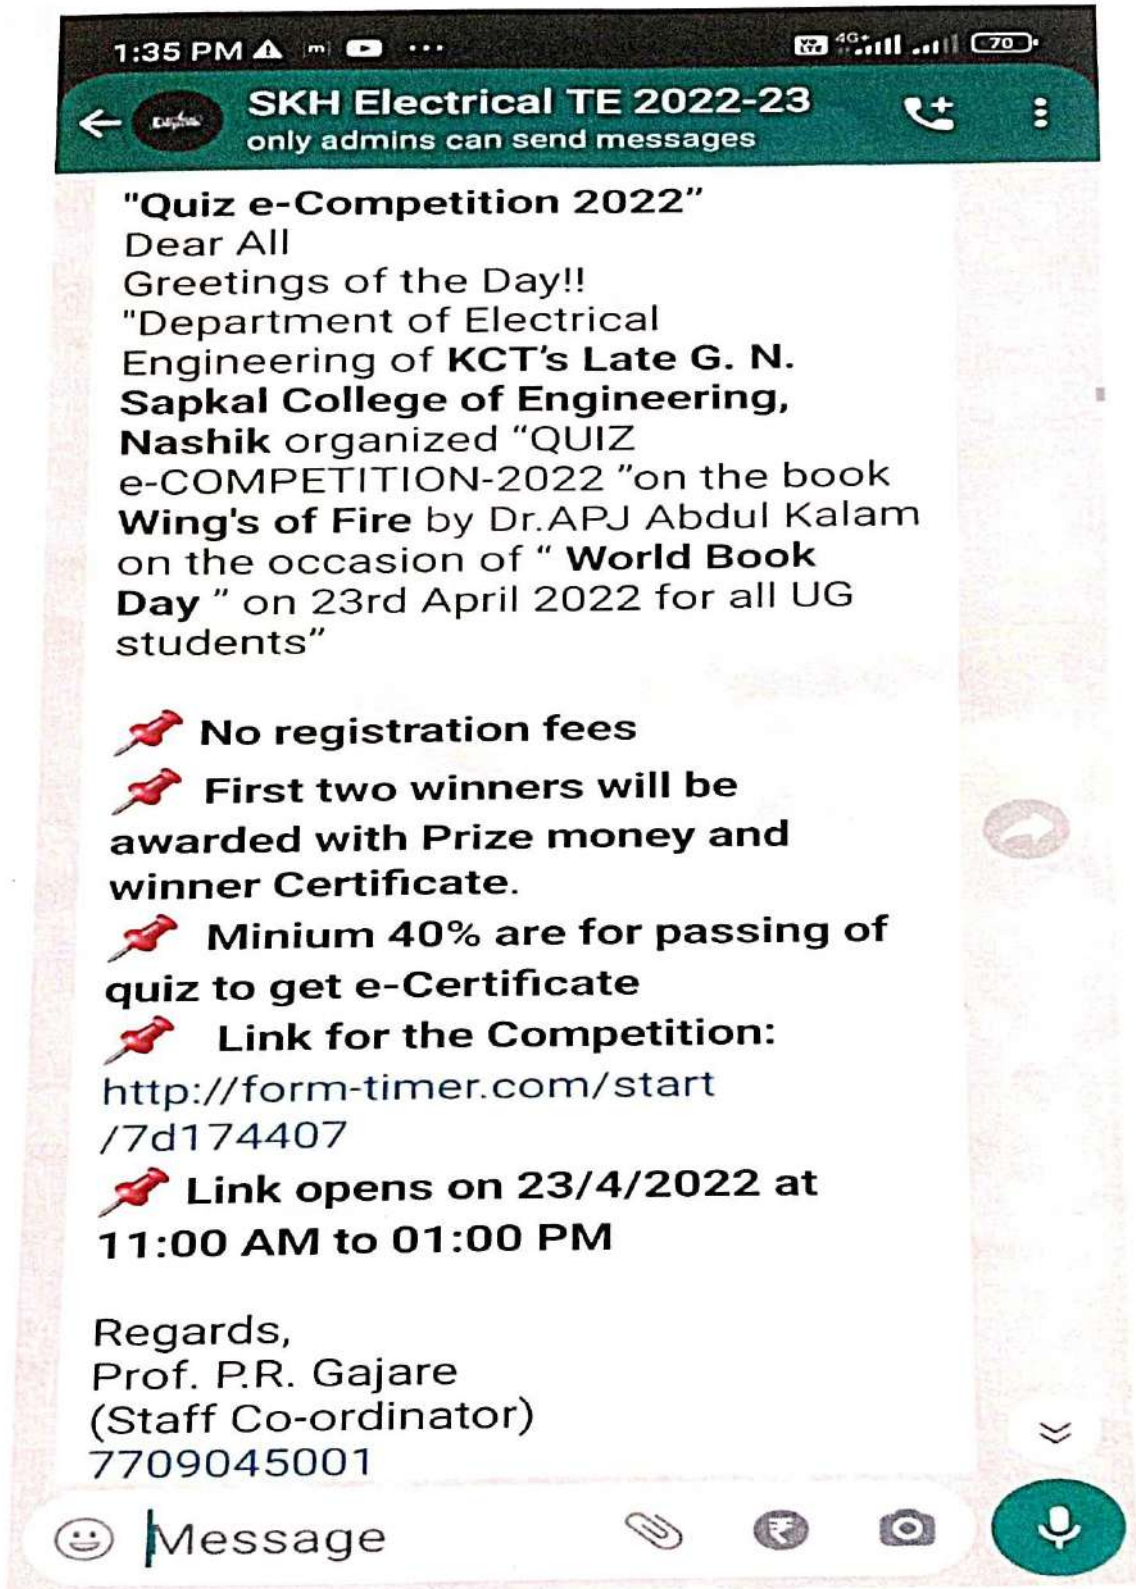 1:35 PM
4G+
70
SKH Electrical TE 2022-23
only admins can send messages
"Quiz e-Competition 2022"
Dear All
Greetings of the Day!!
"Department of Electrical
Engineering of KCT's Late G. N.
Sapkal College of Engineering,
Nashik organized “QUIZ
e-COMPETITION-2022 "on the book
Wing's of Fire by Dr.APJ Abdul Kalam
on the occasion of “ World Book
Day ” on 23rd April 2022 for all UG
students”

📌 No registration fees
📌 First two winners will be
awarded with Prize money and
winner Certificate.
📌 Minium 40% are for passing of
quiz to get e-Certificate
📌 Link for the Competition:
http://form-timer.com/start
/7d174407
📌 Link opens on 23/4/2022 at
11:00 AM to 01:00 PM

Regards,
Prof. P.R. Gajare
(Staff Co-ordinator)
7709045001
Message